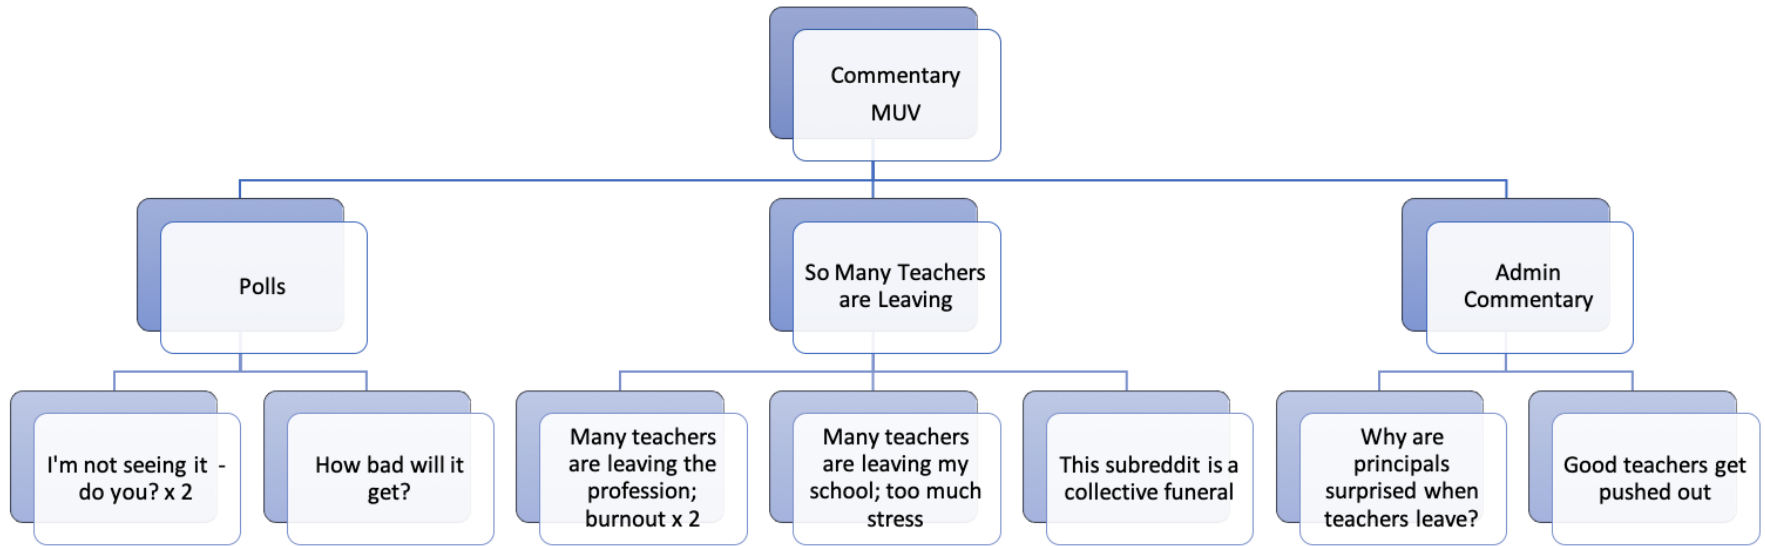 Commentary
MUV
Polls
So Many Teachers
are Leaving
Admin
Commentary
I'm not seeing it -
do you? x 2
How bad will it
get?
Many teachers
are leaving the
profession;
burnout x 2
Many teachers
are leaving my
school; too much
stress
This subreddit is a
collective funeral
Why are
principals
surprised when
teachers leave?
Good teachers get
pushed out